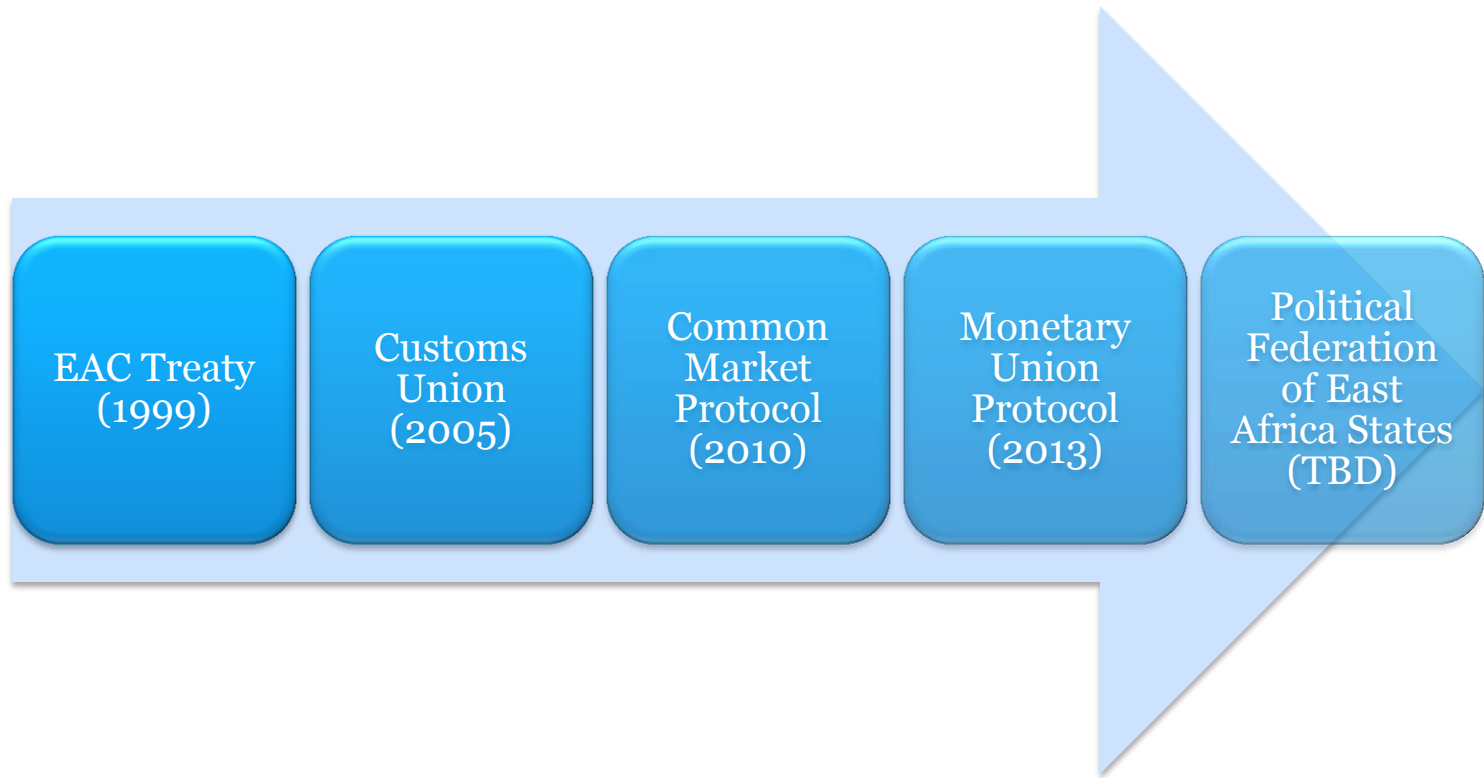 EAC Treaty
(1999)
Customs
Union
(2005)
Common
Market
Protocol
(2010)
Monetary
Union
Protocol
(2013)
Political
Federation
of East
Africa States
(TBD)